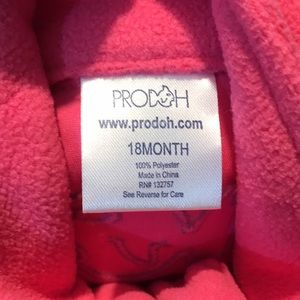 PRODOH
www.prodoh.com
18MONTH
100% Polyester
Made in China
RN# 132757
See Reverse for Care